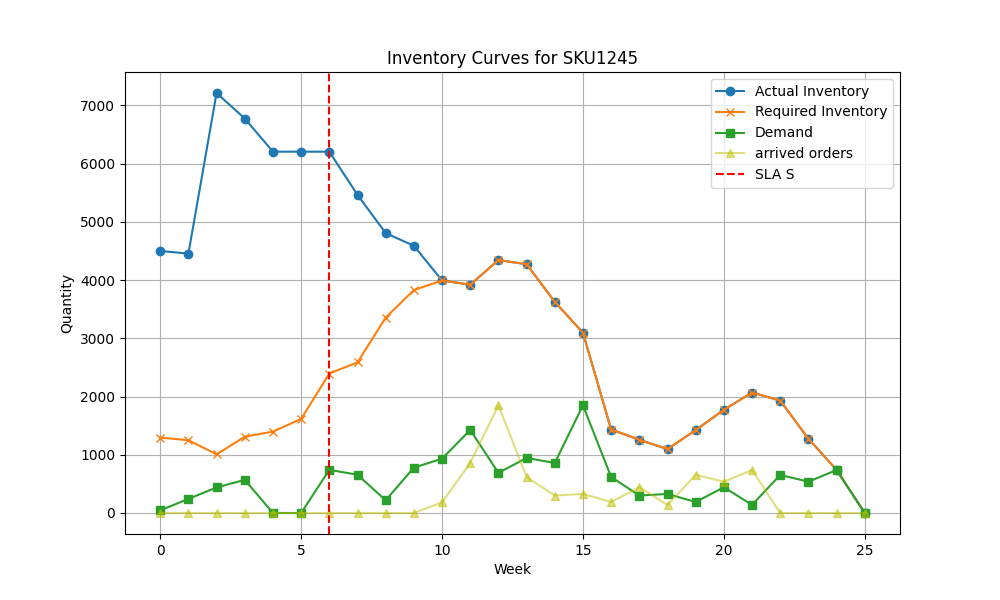 Inventory Curves for SKU1245
Actual Inventory
Required Inventory
Demand
arrived orders
SLA S
7000
6000
5000
4000
3000
2000
1000
0
Quantity
0 5 10 15 20 25
Week